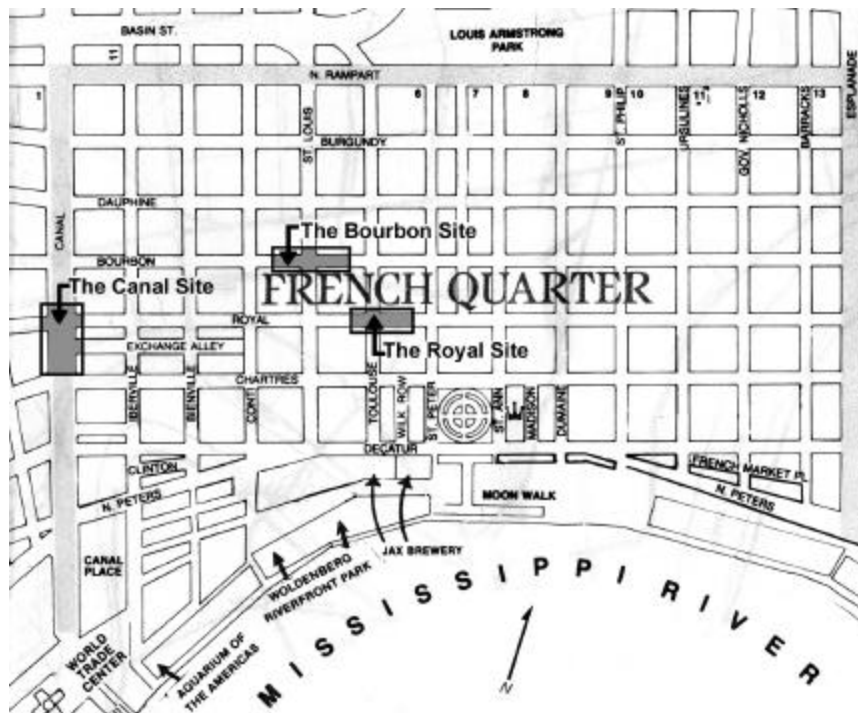 BASIN ST.
LOUIS ARMSTRONG
PARK
11
N. RAMPART
ESPLANADE
1
6
7
8
9
10
11
12
13
ST. LOUIS
BURGUNDY
ST. PHILIP
URSULINES
GOV. NICHOLLS
BARRACKS
DAUPHINE
CANAL
The Bourbon Site
BOURBON
The Canal Site
FRENCH QUARTER
ROYAL
EXCHANGE ALLEY
The Royal Site
CHARTRES
IBERVILLE
BIENVILLE
CONTI
TOULOUSE
WILK. ROW
ST. PETER
ST. ANN
MADISON
DUMAINE
DECATUR
CLINTON
FRENCH MARKET PL.
N. PETERS
N. PETERS
MOON WALK
CANAL
PLACE
JAX BREWERY
WOLDENBERG
RIVERFRONT PARK
MISSISSIPPI RIVER
WORLD
TRADE
CENTER
AQUARIUM OF
THE AMERICAS
N